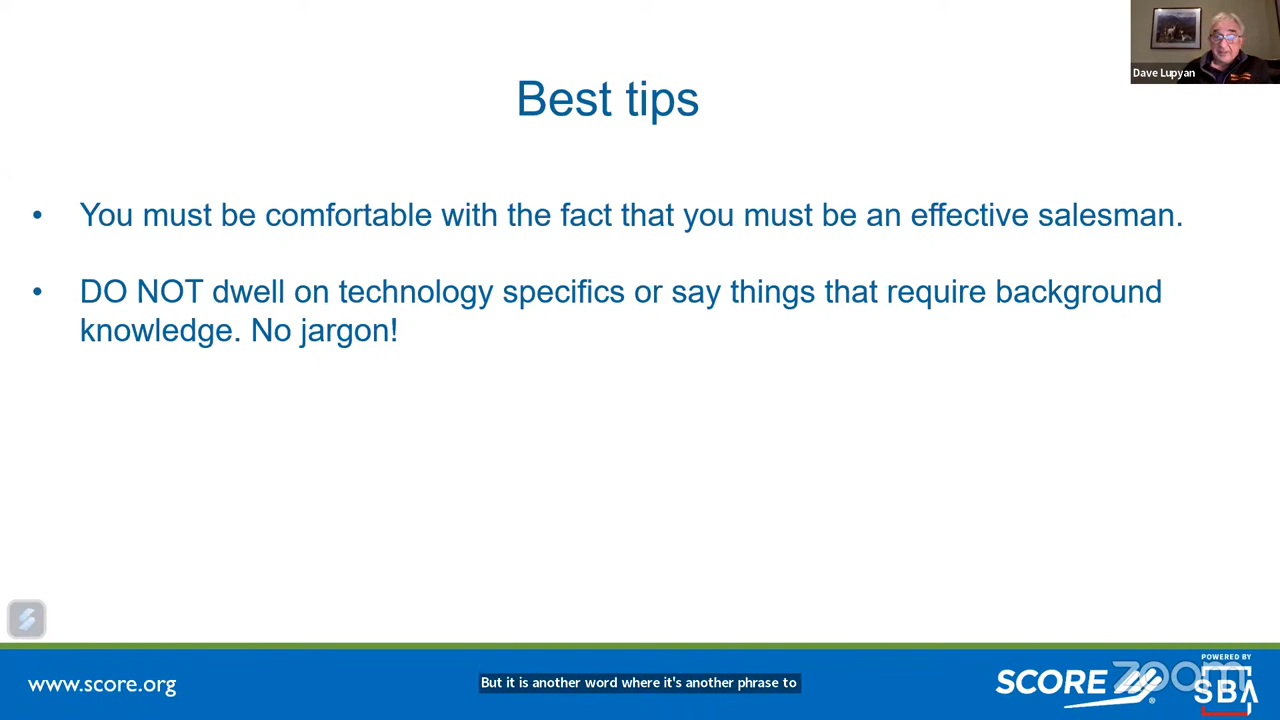 Dave Lupyan
Best tips
• You must be comfortable with the fact that you must be an effective salesman.
• DO NOT dwell on technology specifics or say things that require background
knowledge. No jargon!
www.score.org
But it is another word where it's another phrase to
SCORE
®
POWERED BY
SBA
zoom